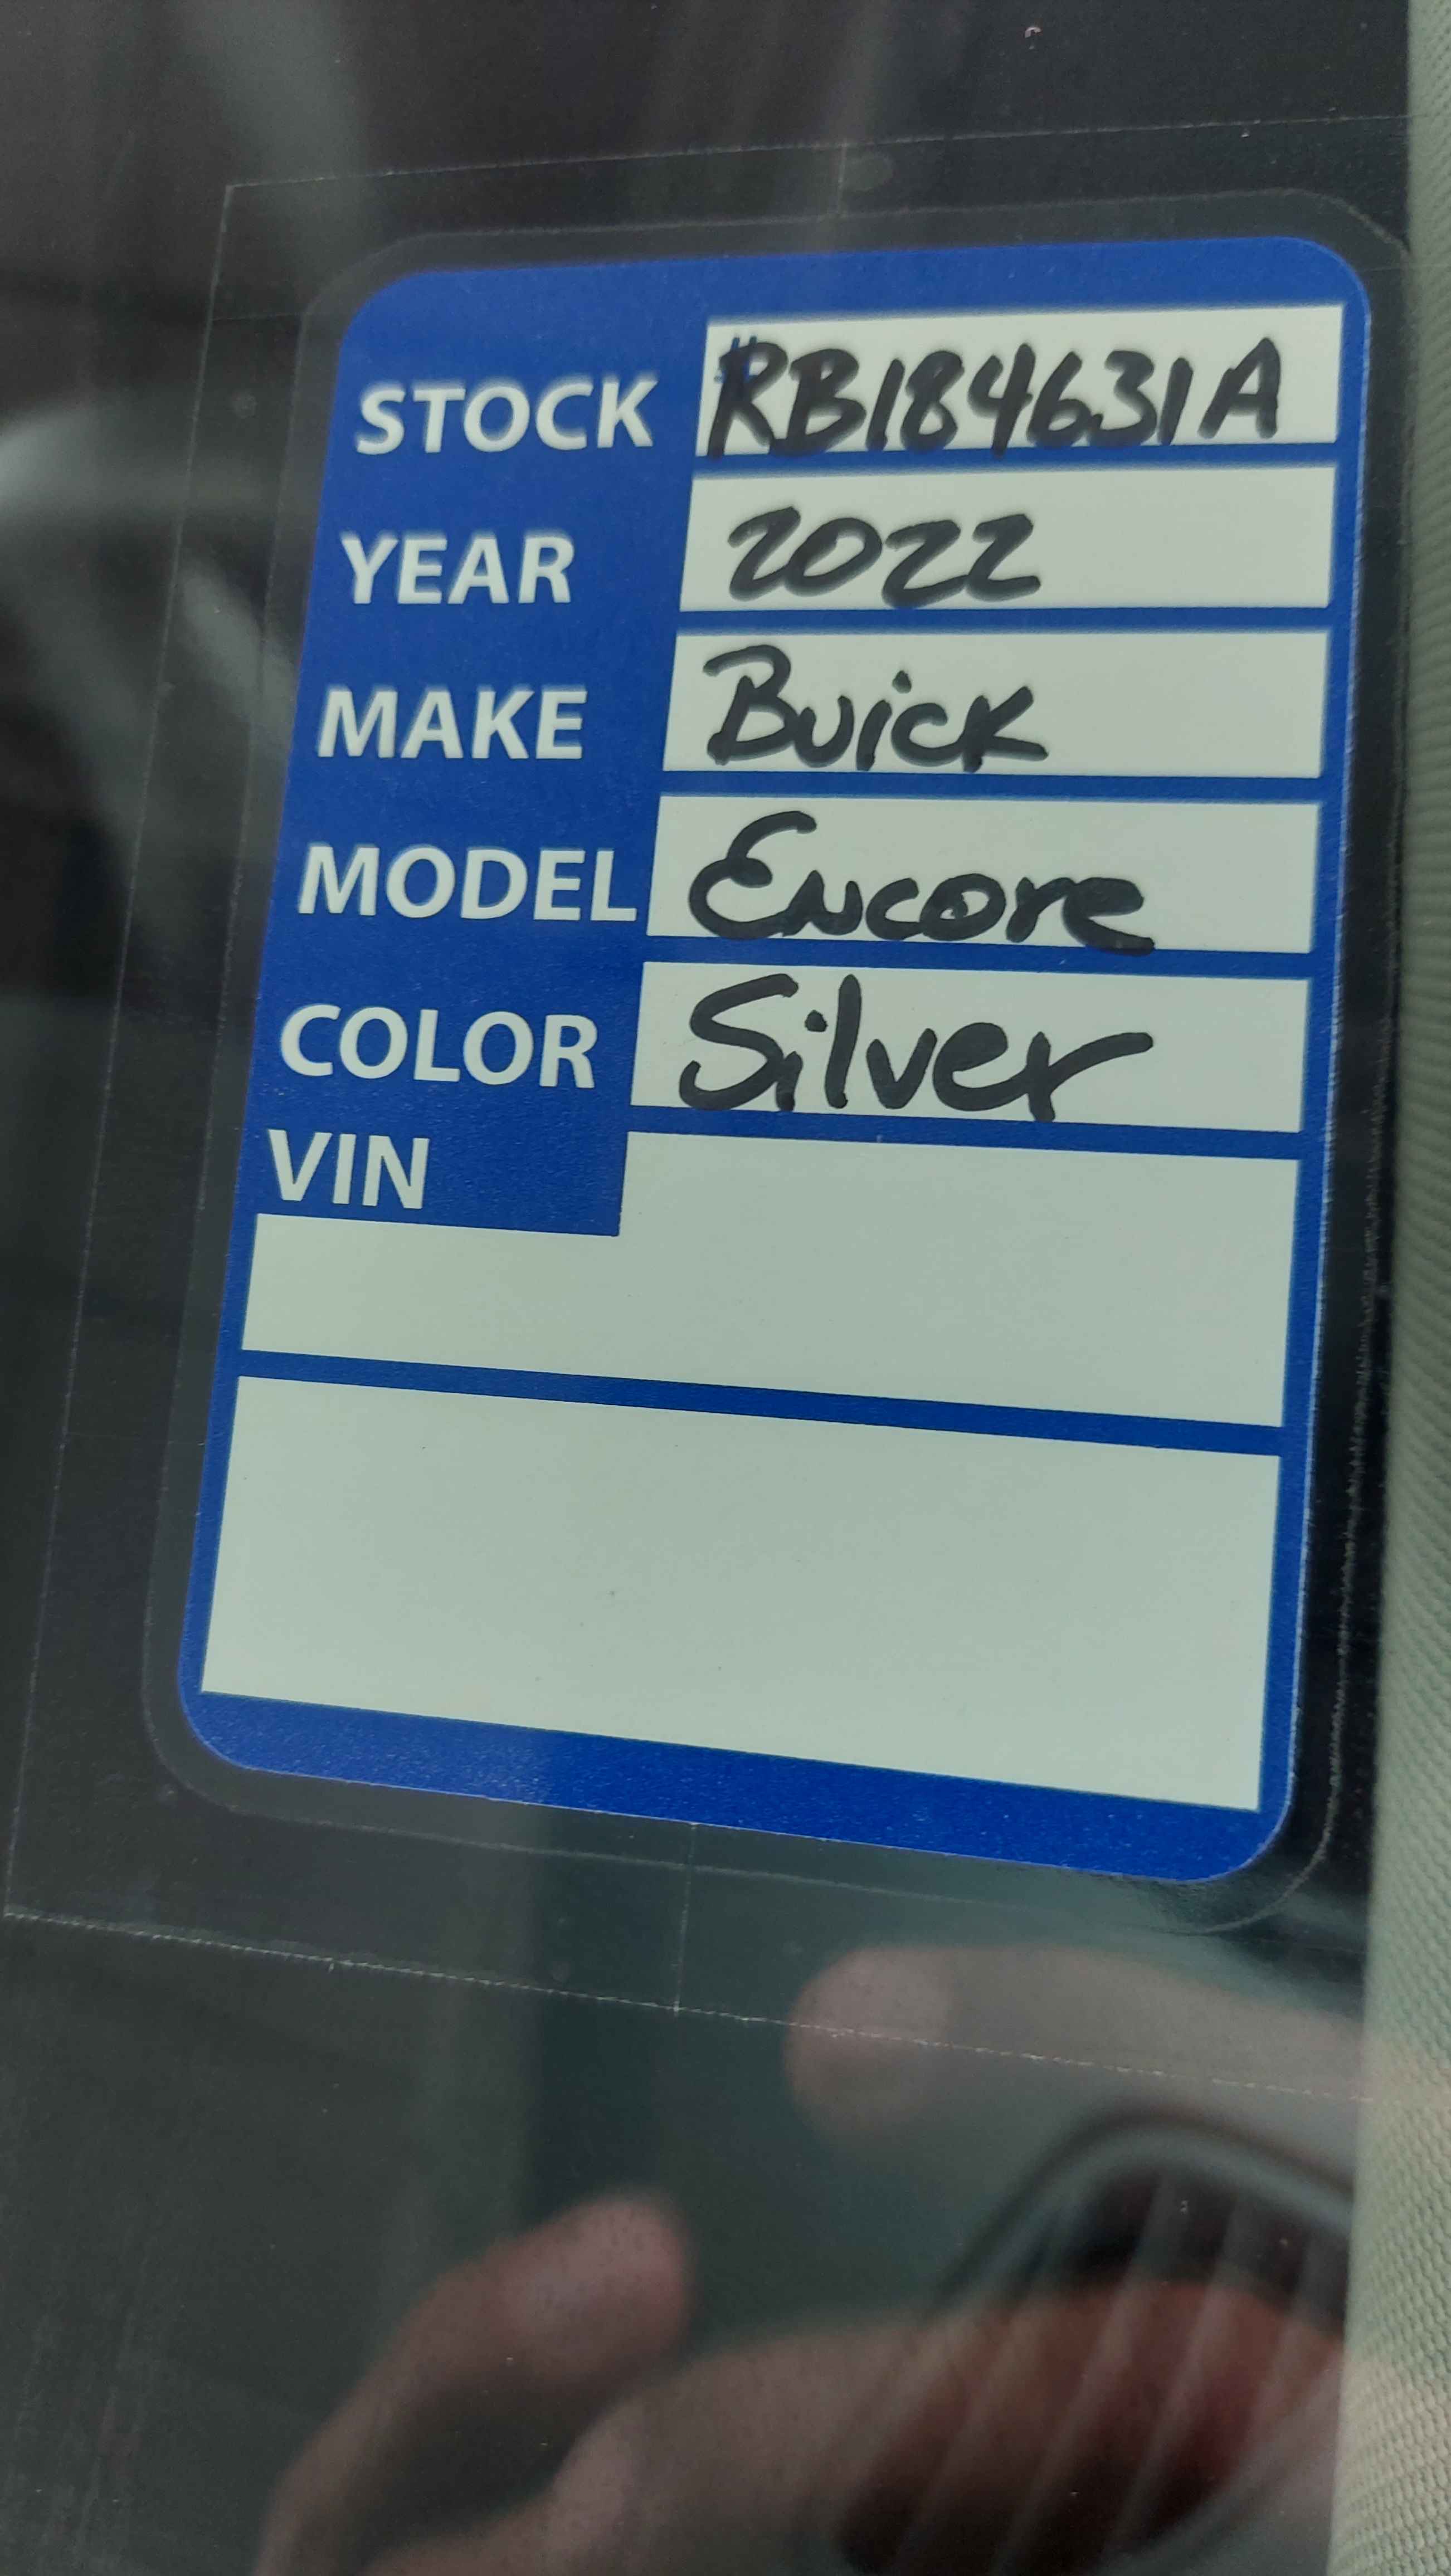 STOCK #RB184631A
YEAR 2022
MAKE Buick
MODEL Encore
COLOR Silver
VIN